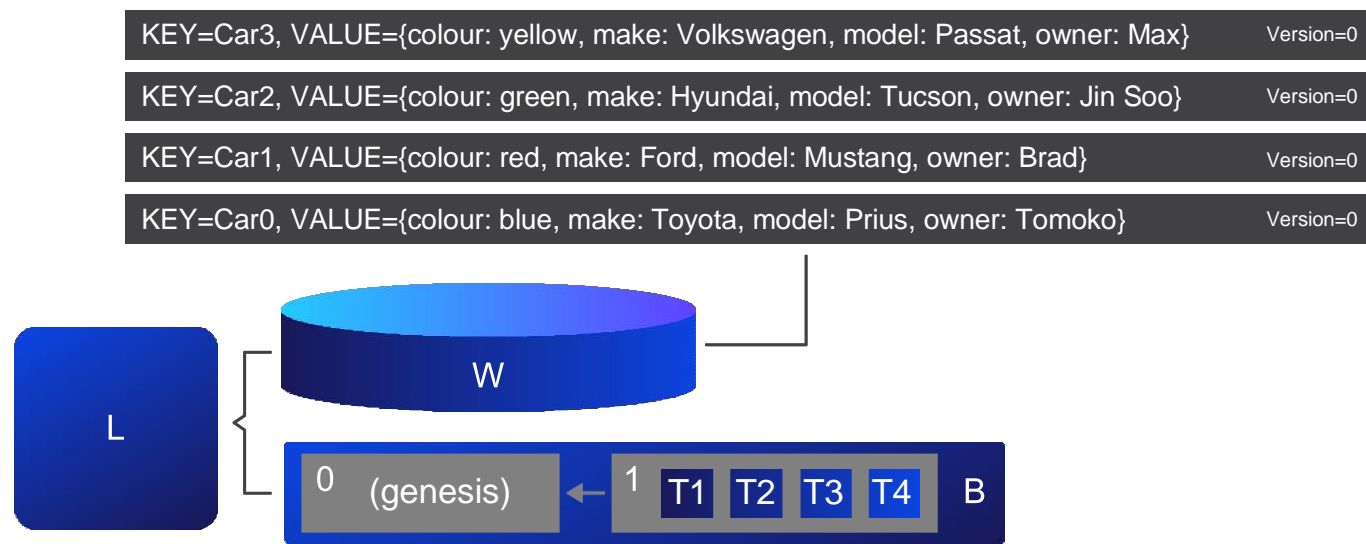 KEY=Car3, VALUE={colour: yellow, make: Volkswagen, model: Passat, owner: Max} Version=0
KEY=Car2, VALUE={colour: green, make: Hyundai, model: Tucson, owner: Jin Soo} Version=0
KEY=Car1, VALUE={colour: red, make: Ford, model: Mustang, owner: Brad} Version=0
KEY=Car0, VALUE={colour: blue, make: Toyota, model: Prius, owner: Tomoko} Version=0
W
L
0 (genesis) 1 T1 T2 T3 T4 B